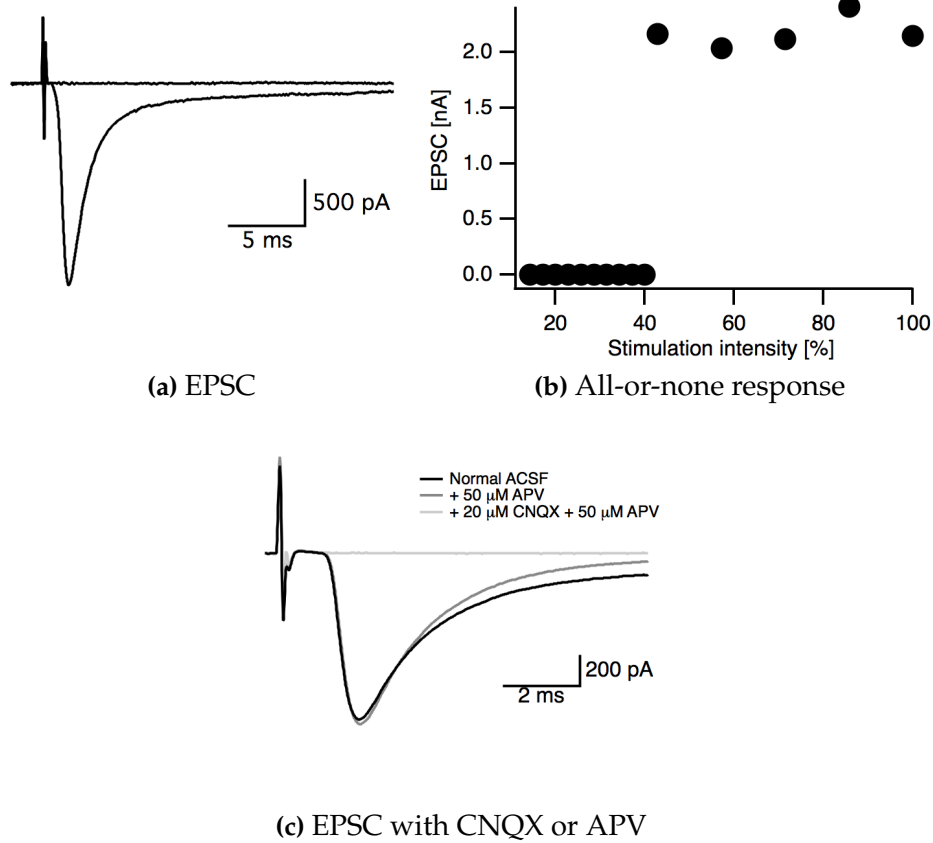 500 pA
5 ms
(a) EPSC
EPSC [nA]
2.0
1.5
1.0
0.5
0.0
20 40 60 80 100
Stimulation intensity [%]
(b) All-or-none response
Normal ACSF
+ 50 μM APV
+ 20 μM CNQX + 50 μM APV
200 pA
2 ms
(c) EPSC with CNQX or APV